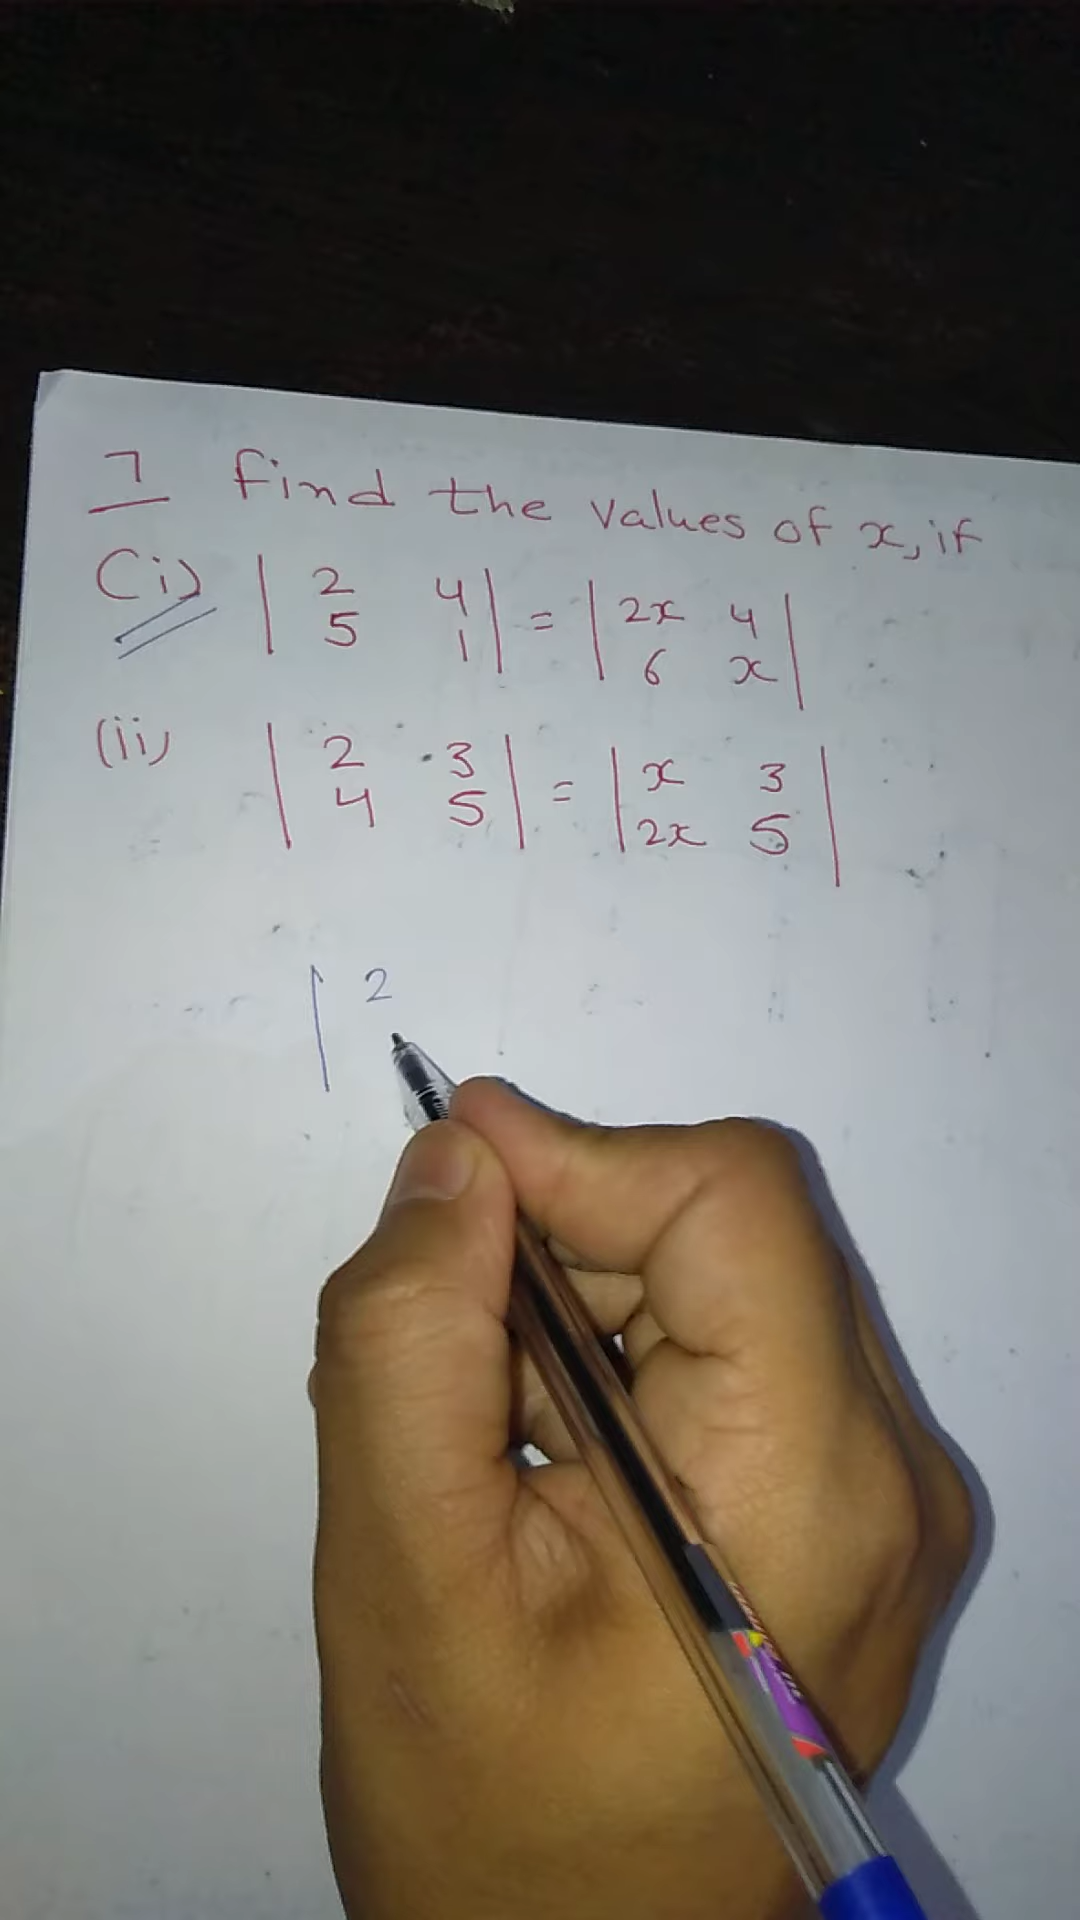 7 Find the values of x, if
(i) | 2 4 | = | 2x 4 |
5 1 6 x
(ii) | 2 3 | = | x 3 |
4 5 2x 5
| 2